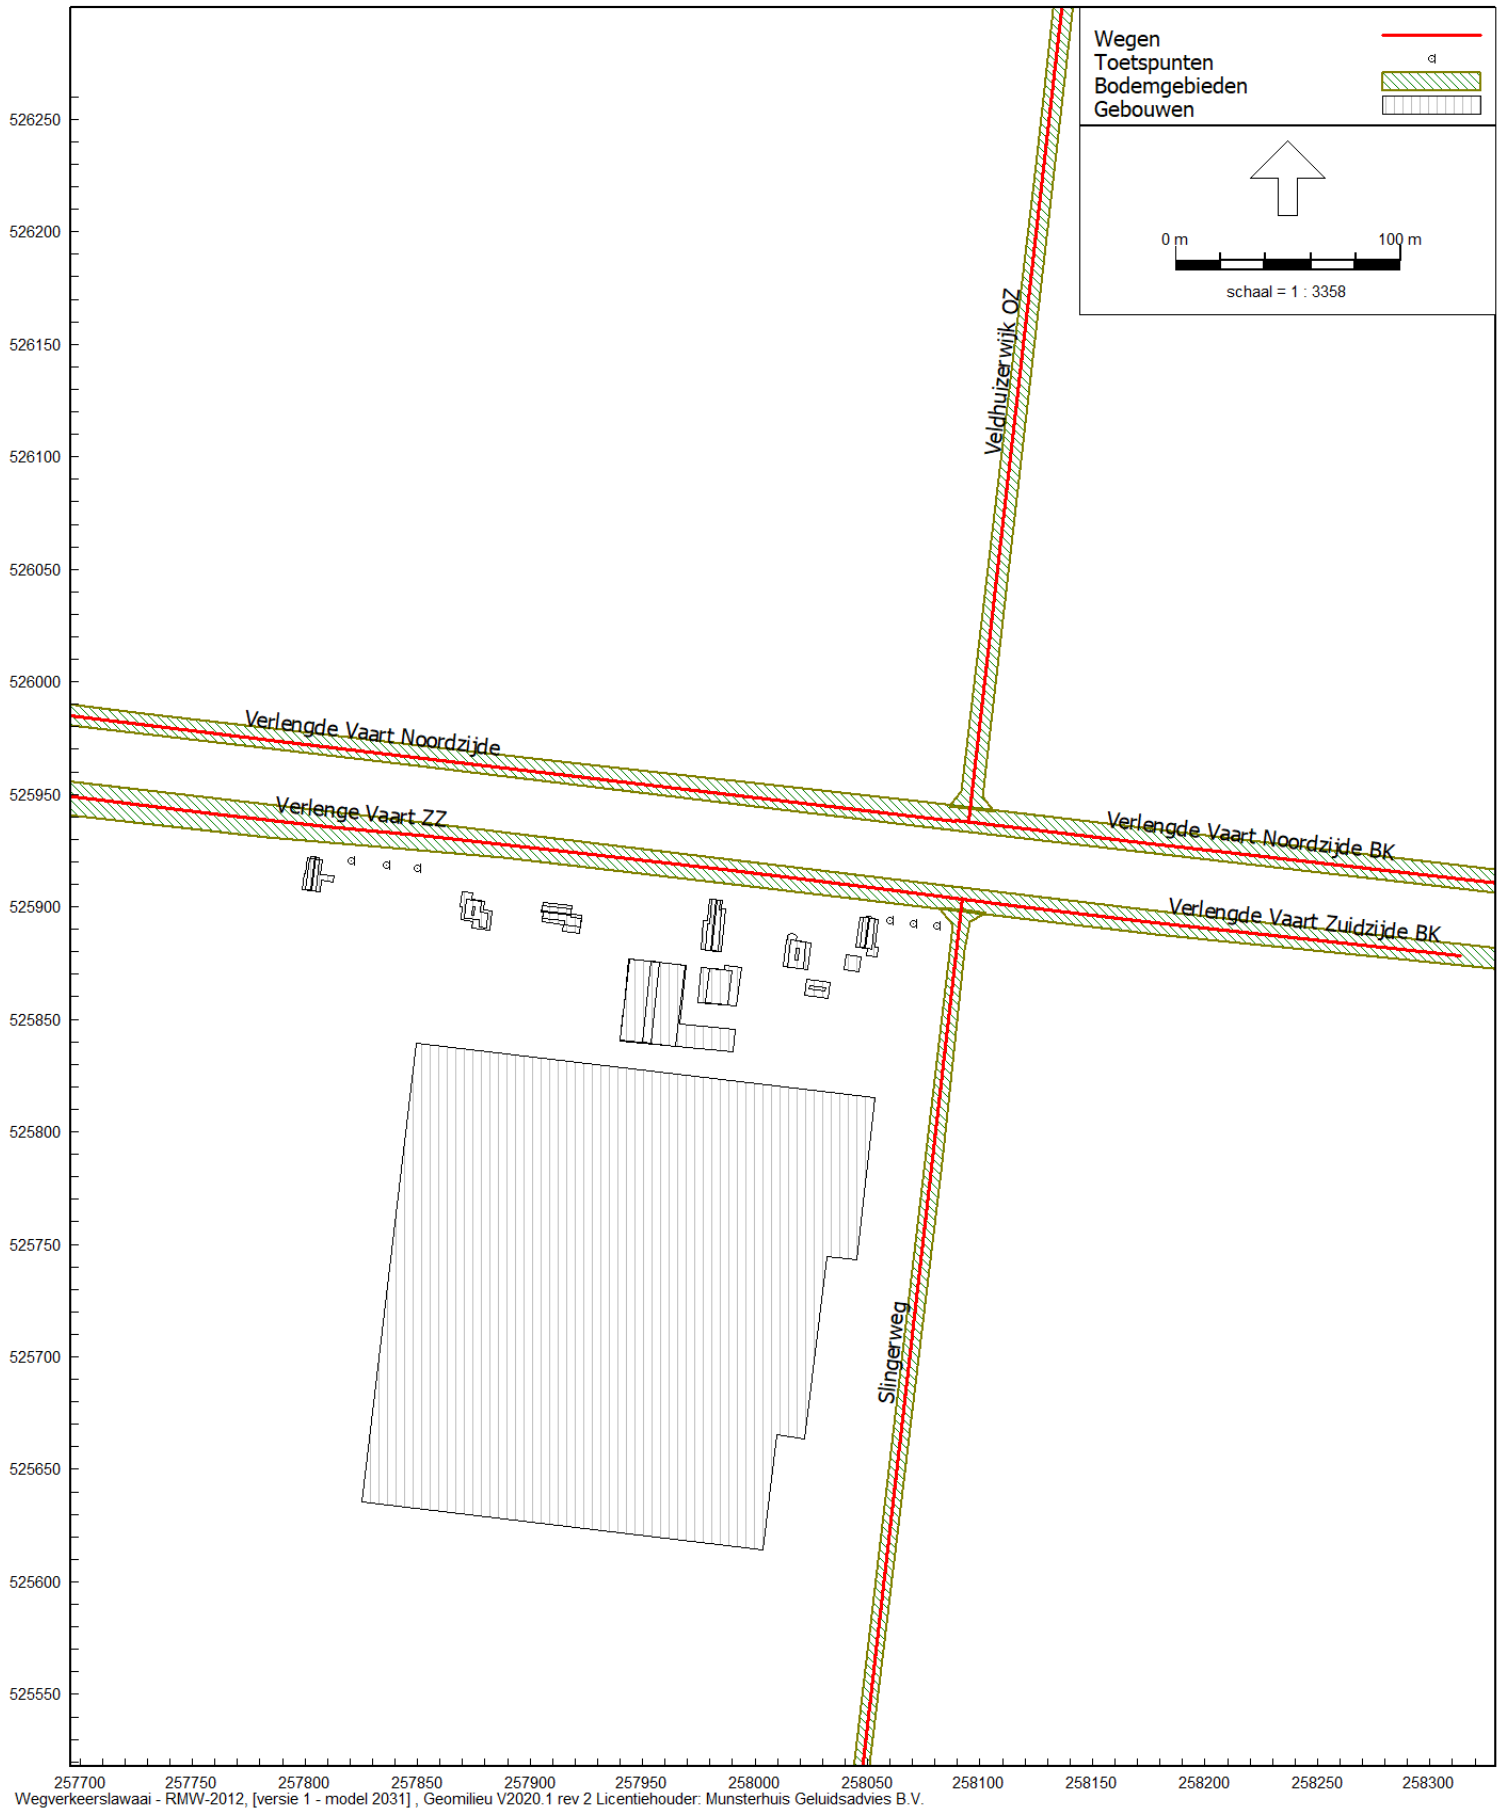 Wegen
Toetspunten
Bodemgebieden
Gebouwen
0 m 100 m
schaal = 1 : 3358
526250
526200
526150
526100
526050
526000
525950
525900
525850
525800
525750
525700
525650
525600
525550
Veldhuizerwijk OZ
Verlengde Vaart Noordzijde
Verlenge Vaart ZZ
Verlengde Vaart Noordzijde BK
Verlengde Vaart Zuidzijde BK
Slingerweg
257700 257750 257800 257850 257900 257950 258000 258050 258100 258150 258200 258250 258300
Wegverkeerslawaai - RMW-2012, [versie 1 - model 2031] , Geomilieu V2020.1 rev 2 Licentiehouder: Munsterhuis Geluidsadvies B.V.